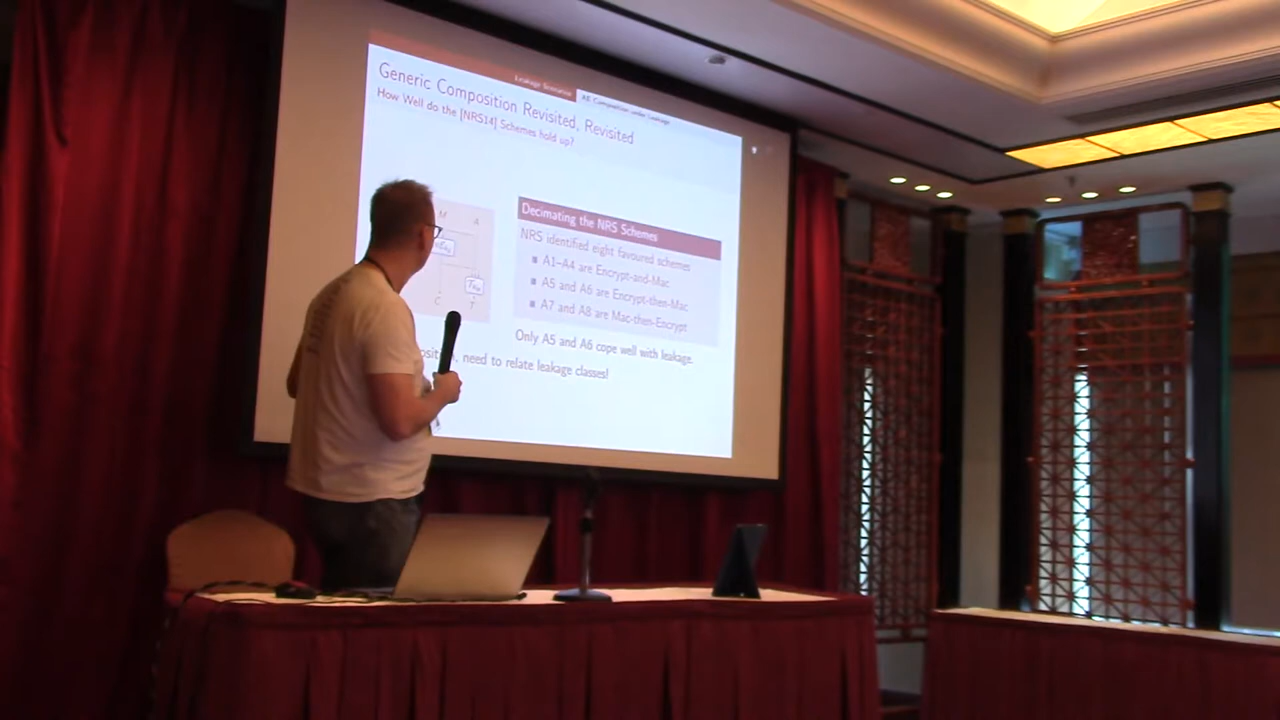 Leakage Scenarios
AE Composition under Leakage
Generic Composition Revisited, Revisited
How Well do the [NRS14] Schemes hold up?
M A
C T
Decimating the NRS Schemes
NRS identified eight favoured schemes
A1–A4 are Encrypt-and-Mac
A5 and A6 are Encrypt-then-Mac
A7 and A8 are Mac-then-Encrypt
Only A5 and A6 cope well with leakage.
need to relate leakage classes!